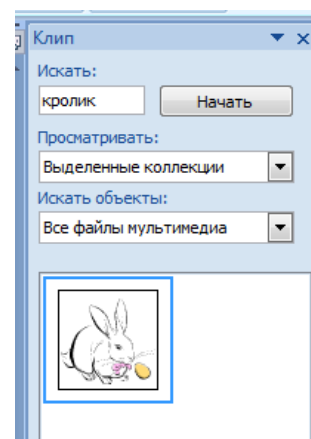 Клип
Искать:
кролик
Начать
Просматривать:
Выделенные коллекции
Искать объекты:
Все файлы мультимедиа